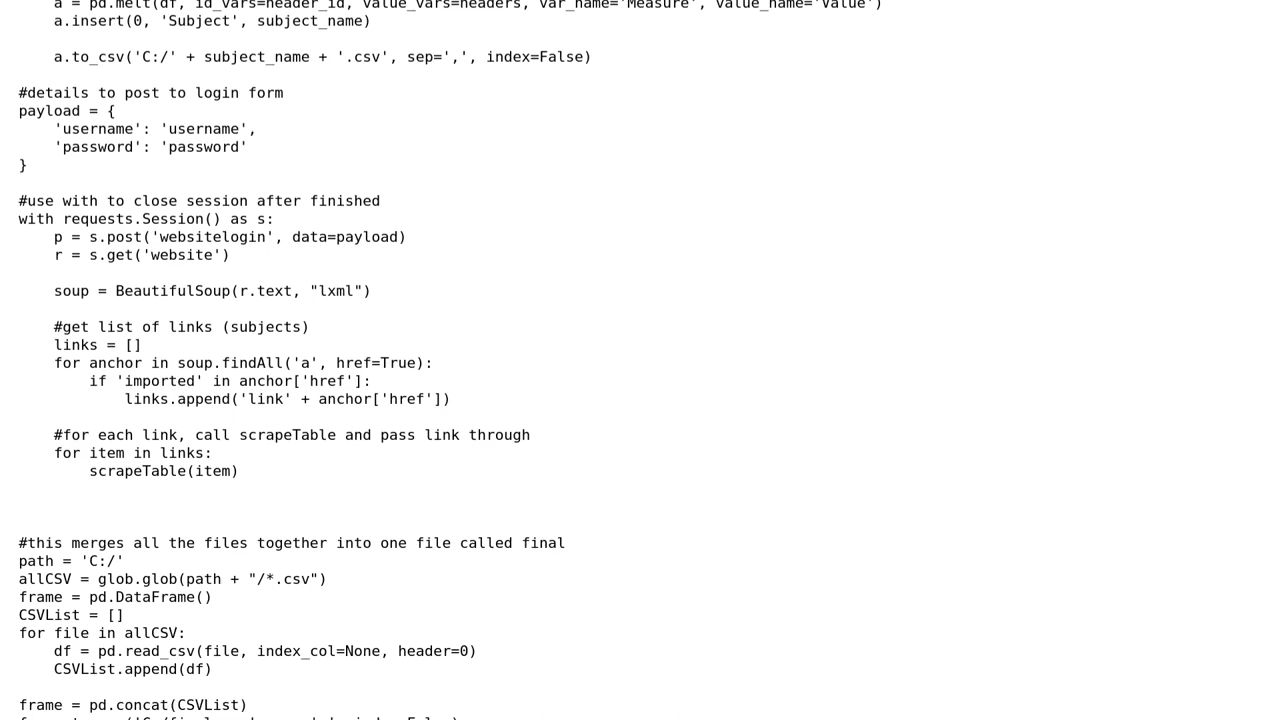 a = pd.melt(df, id_vars=header_id, value_vars=headers, var_name='Measure', value_name='Value')
a.insert(0, 'Subject', subject_name)
a.to_csv('C:/' + subject_name + '.csv', sep=',', index=False)
#details to post to login form
payload = {
'username': 'username',
'password': 'password'
}
#use with to close session after finished
with requests.Session() as s:
p = s.post('websitelogin', data=payload)
r = s.get('website')
soup = BeautifulSoup(r.text, "lxml")
#get list of links (subjects)
links = []
for anchor in soup.findAll('a', href=True):
if 'imported' in anchor['href']:
links.append('link' + anchor['href'])
#for each link, call scrapeTable and pass link through
for item in links:
scrapeTable(item)
#this merges all the files together into one file called final
path = 'C:/'
allCSV = glob.glob(path + "/*.csv")
frame = pd.DataFrame()
CSVList = []
for file in allCSV:
df = pd.read_csv(file, index_col=None, header=0)
CSVList.append(df)
frame = pd.concat(CSVList)